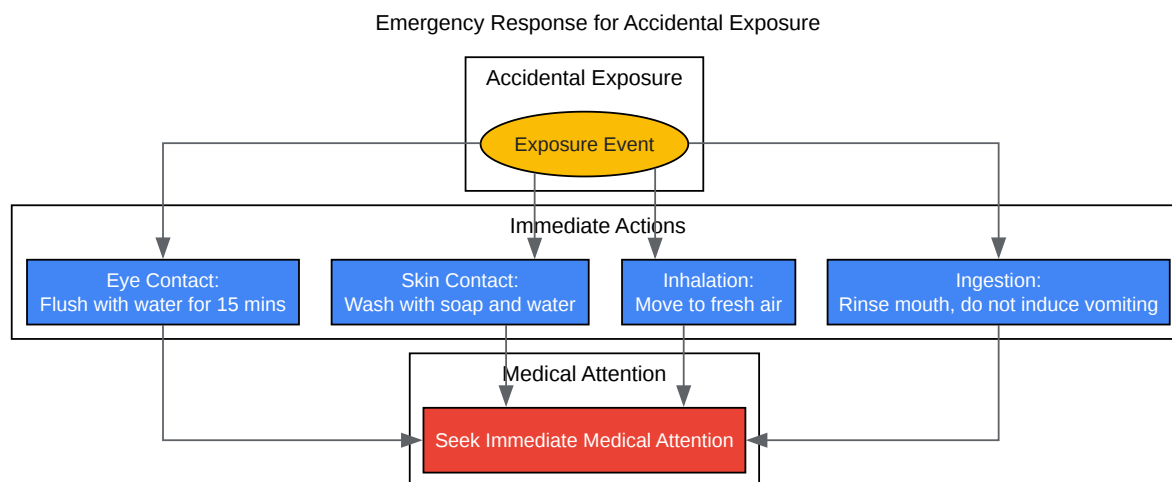 Emergency Response for Accidental Exposure
Accidental Exposure
Exposure Event
Immediate Actions
Eye Contact:
Flush with water for 15 mins
Skin Contact:
Wash with soap and water
Inhalation:
Move to fresh air
Ingestion:
Rinse mouth, do not induce vomiting
Medical Attention
Seek Immediate Medical Attention